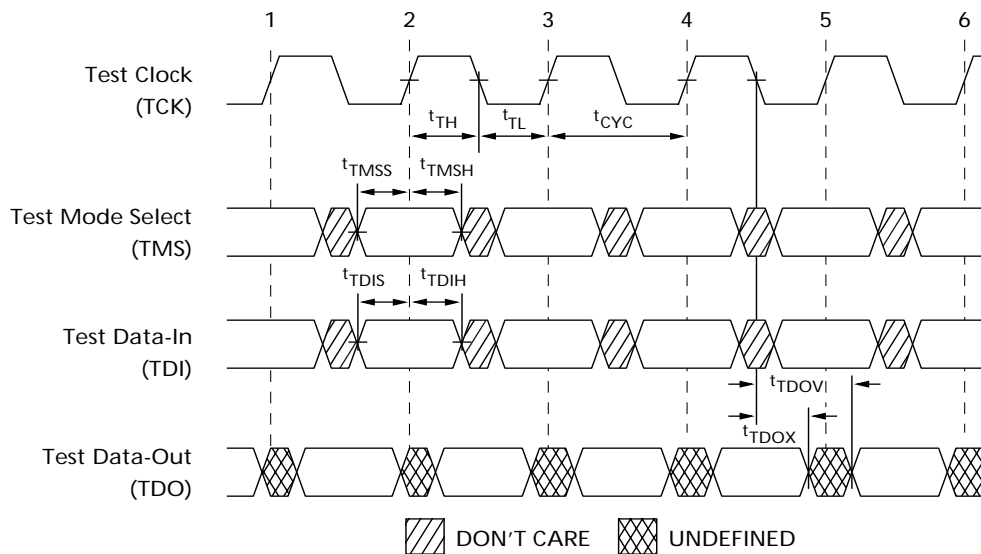 1 2 3 4 5 6
Test Clock
(TCK)
tTH tTL tCYC
tTMSS tTMSH
Test Mode Select
(TMS)
tTDIS tTDIH
Test Data-In
(TDI)
tTDOV
tTDOX
Test Data-Out
(TDO)
DON'T CARE UNDEFINED